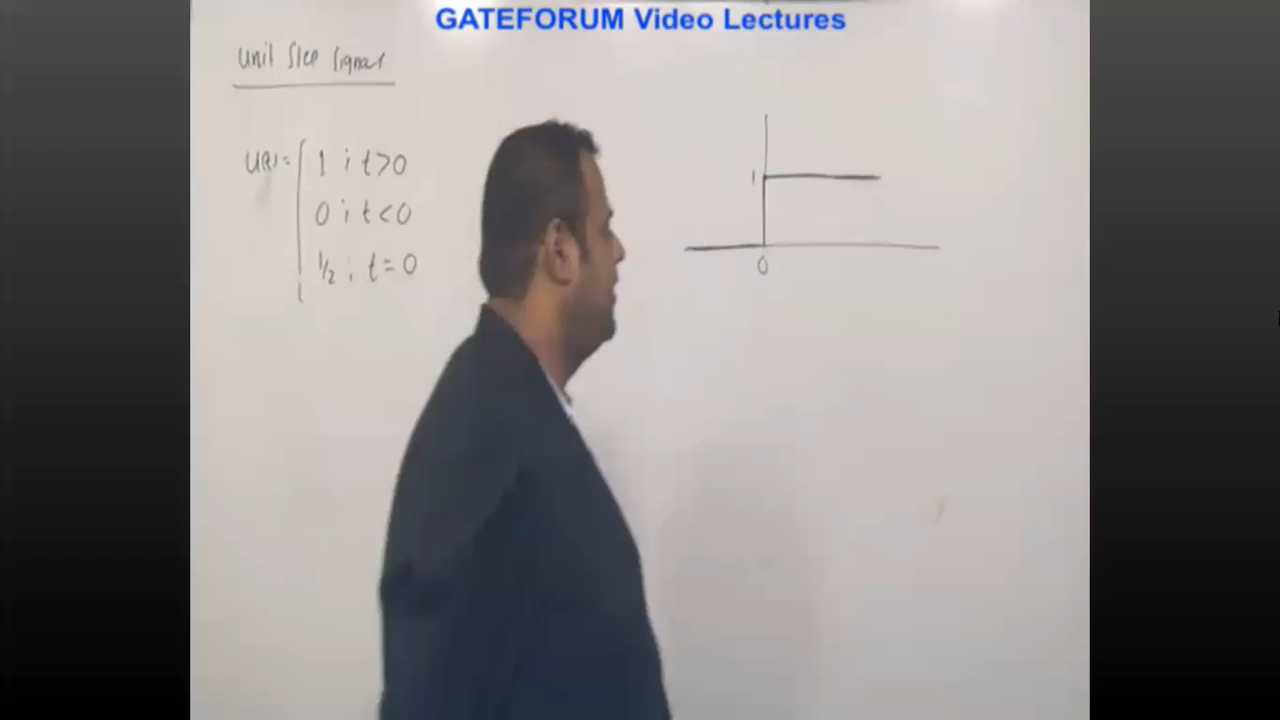 GATEFORUM Video Lectures
Unit Step Signal
u(t) = 1 ; t>0
0 ; t<0
1/2 ; t=0
1
0